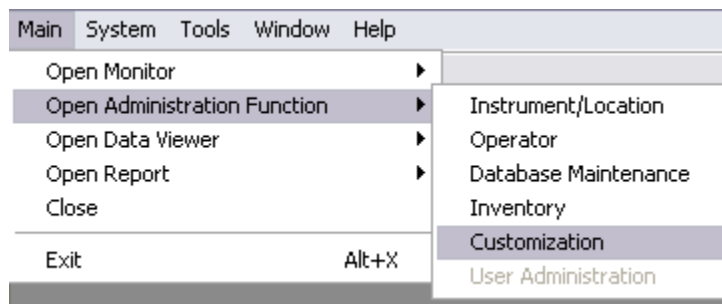 Main System Tools Window Help
Open Monitor
Open Administration Function
Open Data Viewer
Open Report
Close
Exit Alt+X
Instrument/Location
Operator
Database Maintenance
Inventory
Customization
User Administration